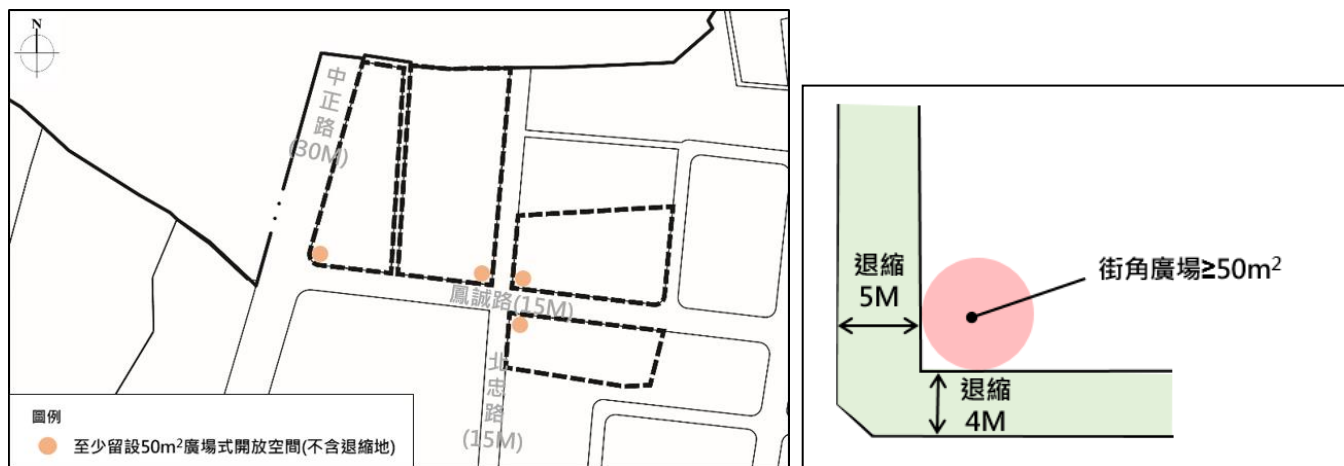 N
中正路
(30M)
鳳誠路(15M)
北忠路
(15M)
圖例
至少留設50m²廣場式開放空間(不含退縮地)
退縮
5M
街角廣場≥50m²
退縮
4M